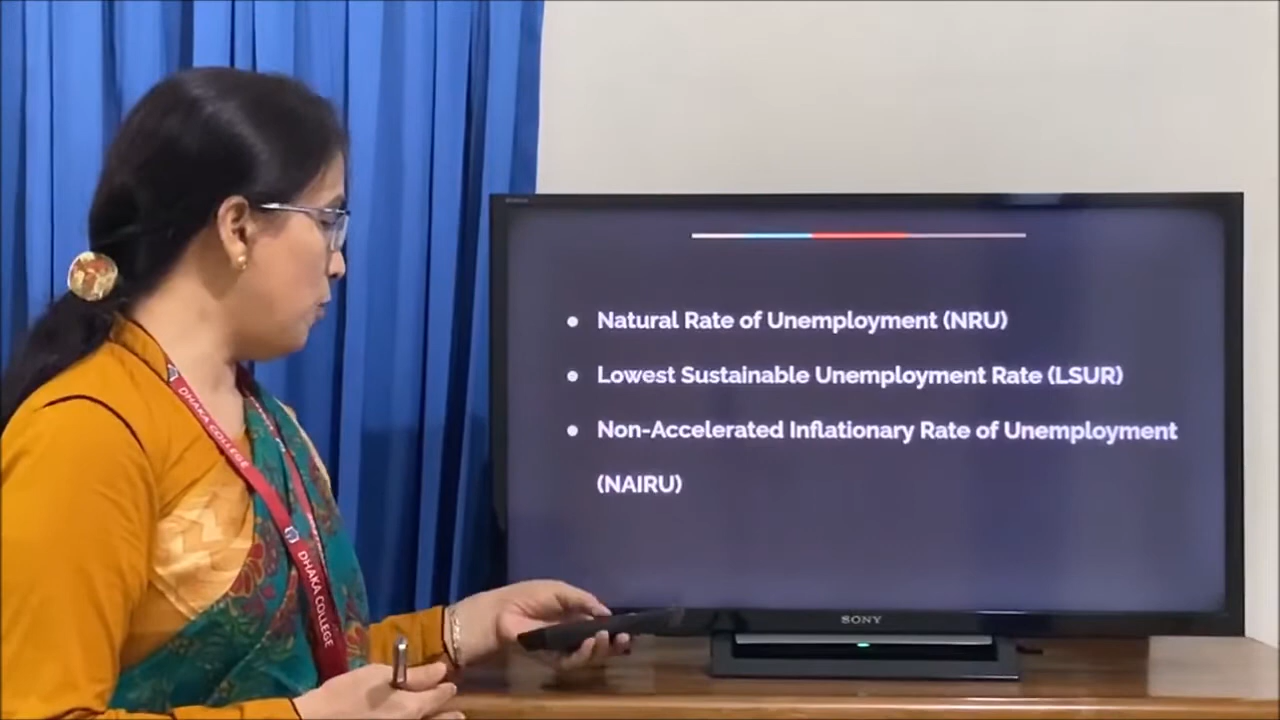 ● Natural Rate of Unemployment (NRU)
● Lowest Sustainable Unemployment Rate (LSUR)
● Non-Accelerated Inflationary Rate of Unemployment
(NAIRU)
SONY
DHAKA COLLEGE
DHAKA COLLEGE